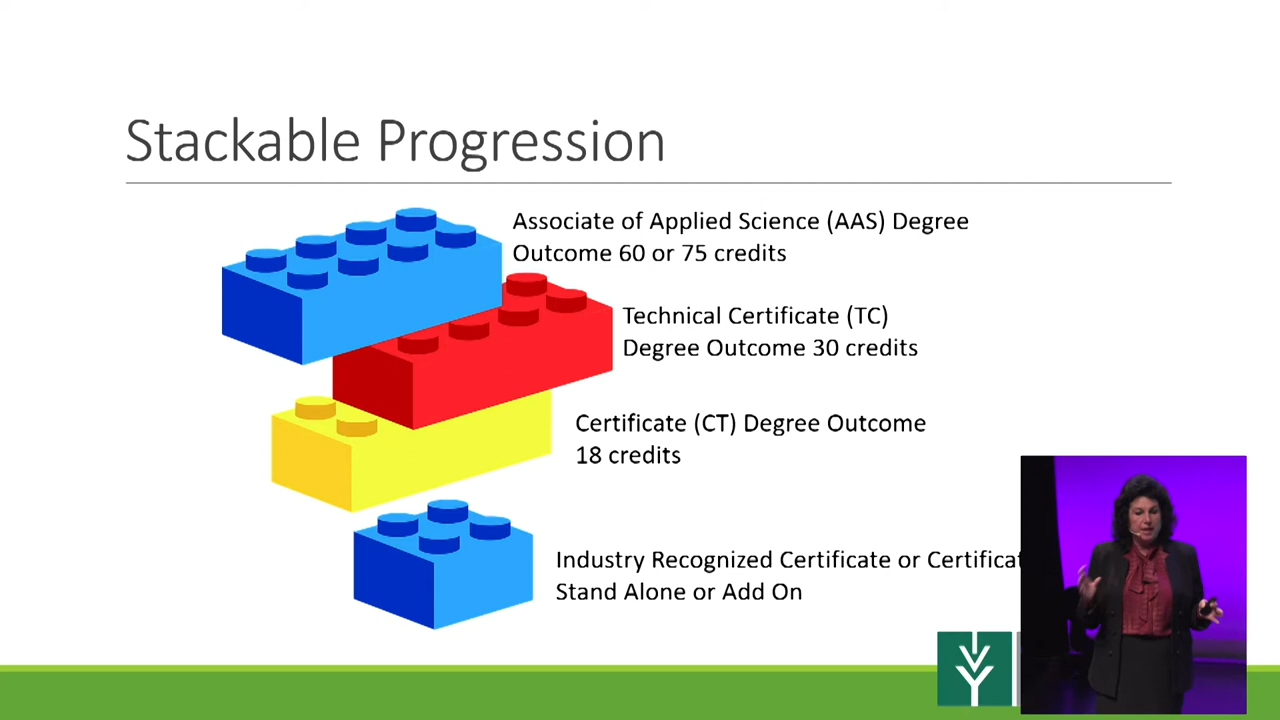 Stackable Progression
Associate of Applied Science (AAS) Degree
Outcome 60 or 75 credits
Technical Certificate (TC)
Degree Outcome 30 credits
Certificate (CT) Degree Outcome
18 credits
Industry Recognized Certificate or
Stand Alone or Add On